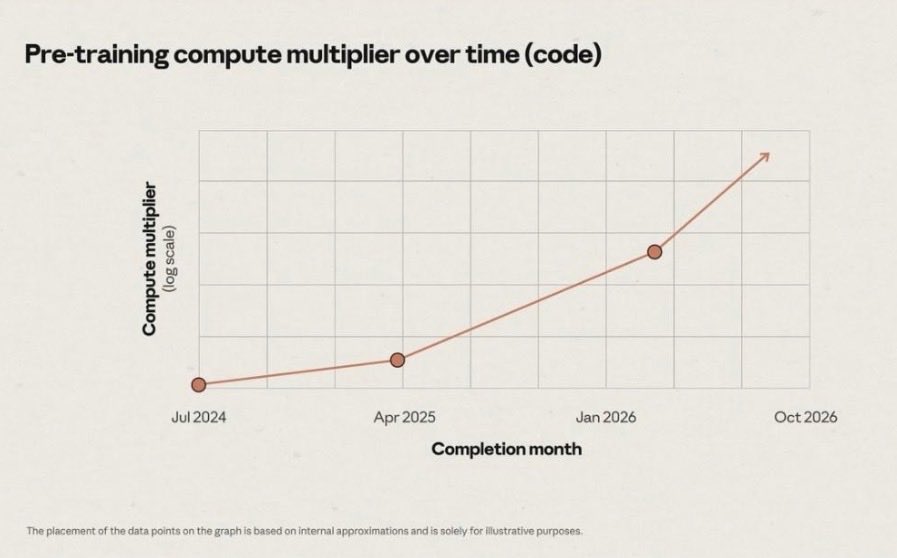 Pre-training compute multiplier over time (code)
Compute multiplier
(log scale)
Jul 2024 Apr 2025 Jan 2026 Oct 2026
Completion month
The placement of the data points on the graph is based on internal approximations and is solely for illustrative purposes.